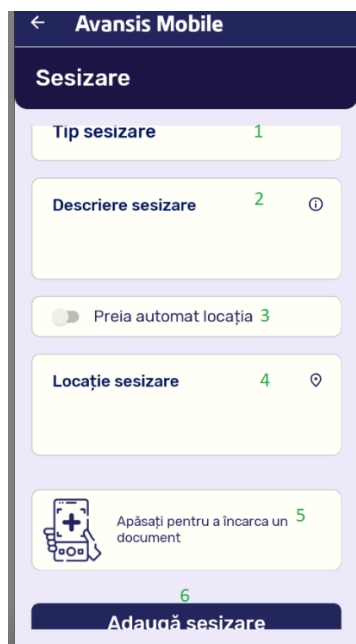 ← Avansis Mobile
Sesizare
Tip sesizare 1
Descriere sesizare 2
Preia automat locația 3
Locație sesizare 4
Apăsați pentru a încarca un 5
document
6
Adaugă sesizare